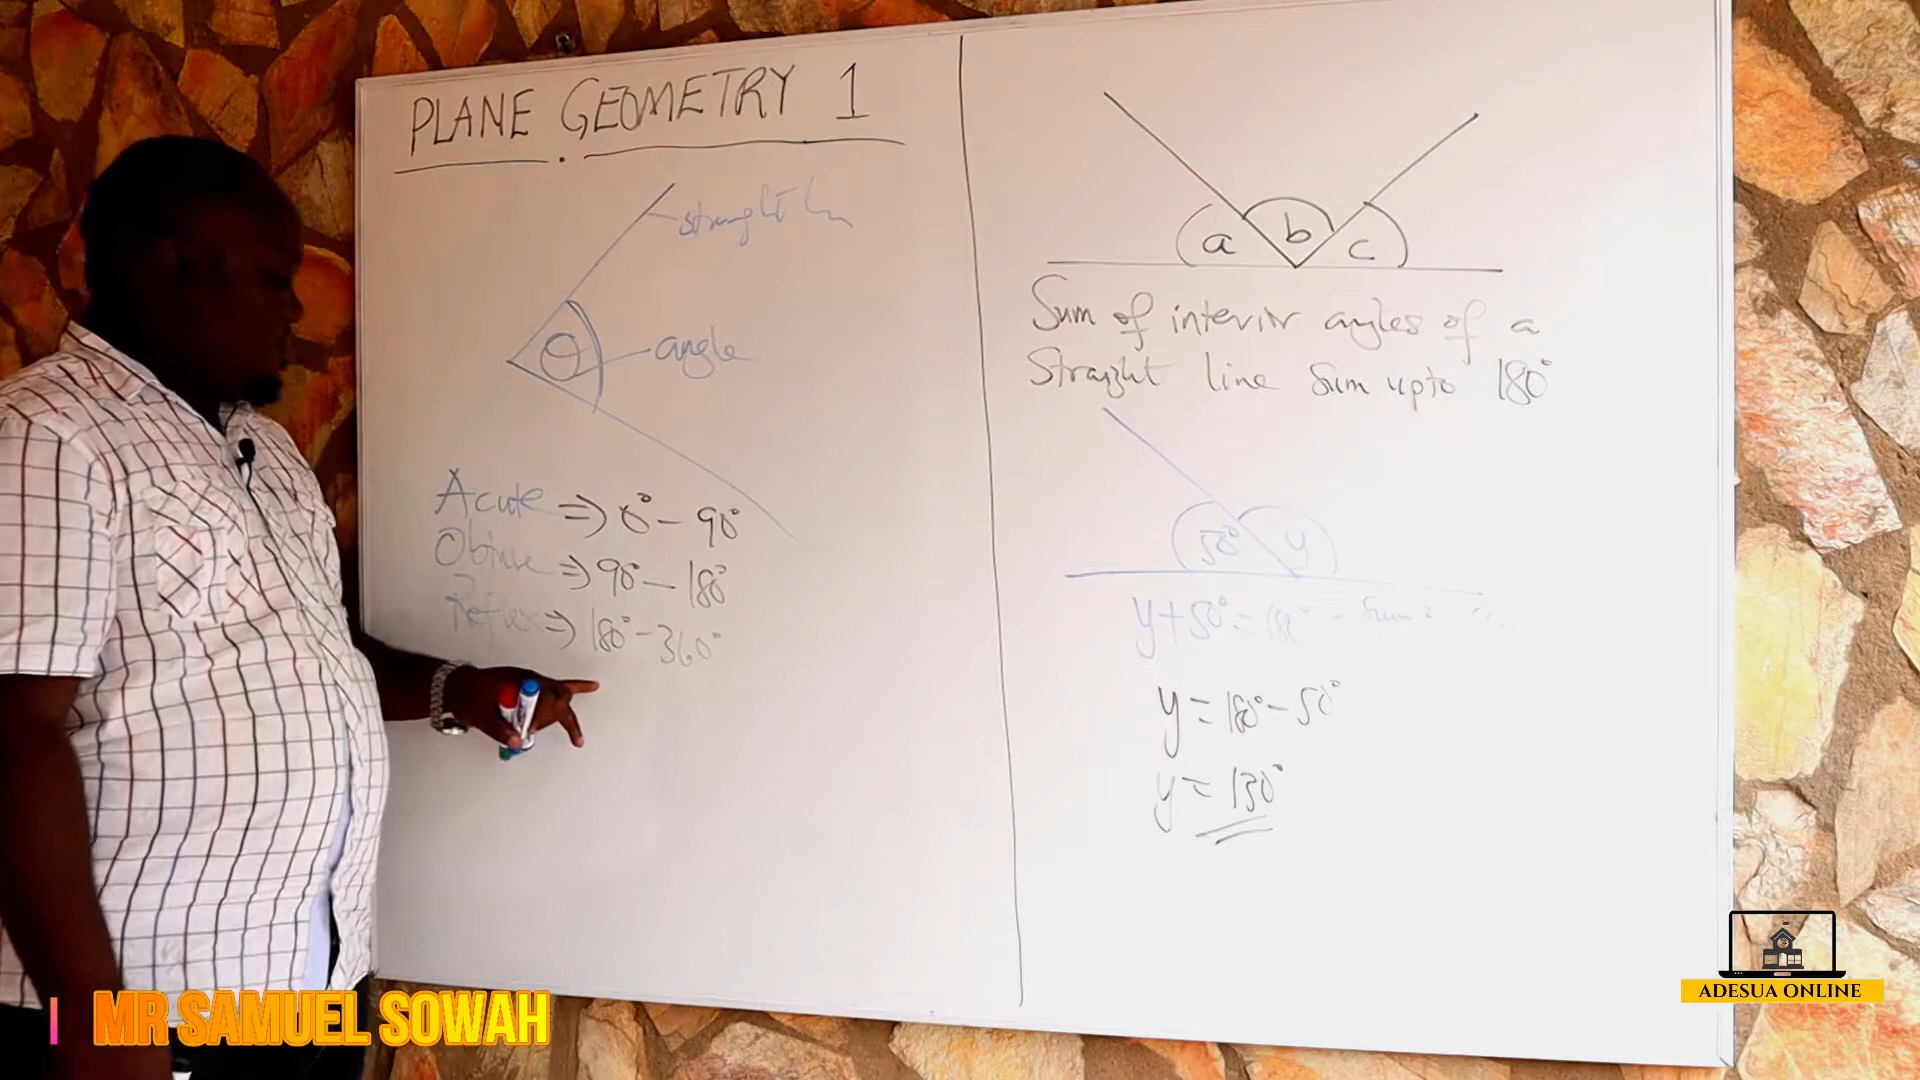 PLANE GEOMETRY 1
straight
angle
θ
Acute ⇒ 0° - 90°
Obtuse ⇒ 90° - 180°
Reflex ⇒ 180° - 360°
a b c
Sum of interior angles of a
Straight line Sum upto 180°
50° y
y + 50° = 180°
y = 180° - 50°
y = 130°
MR SAMUEL SOWAH
ADESUA ONLINE